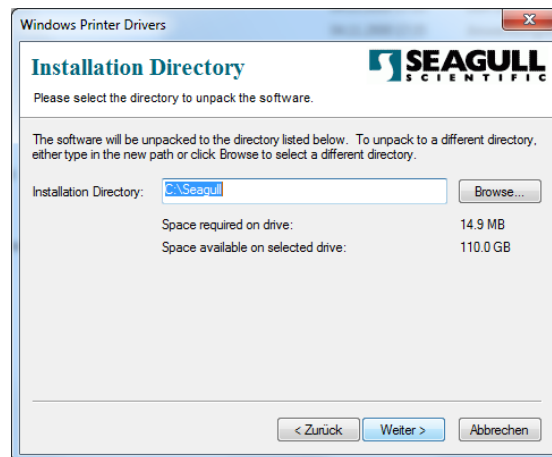 Windows Printer Drivers
Installation Directory
SEAGULL
SCIENTIFIC
Please select the directory to unpack the software.
The software will be unpacked to the directory listed below. To unpack to a different directory,
either type in the new path or click Browse to select a different directory.
Installation Directory: C:\Seagull Browse...
Space required on drive: 14.9 MB
Space available on selected drive: 110.0 GB
< Zurück Weiter > Abbrechen